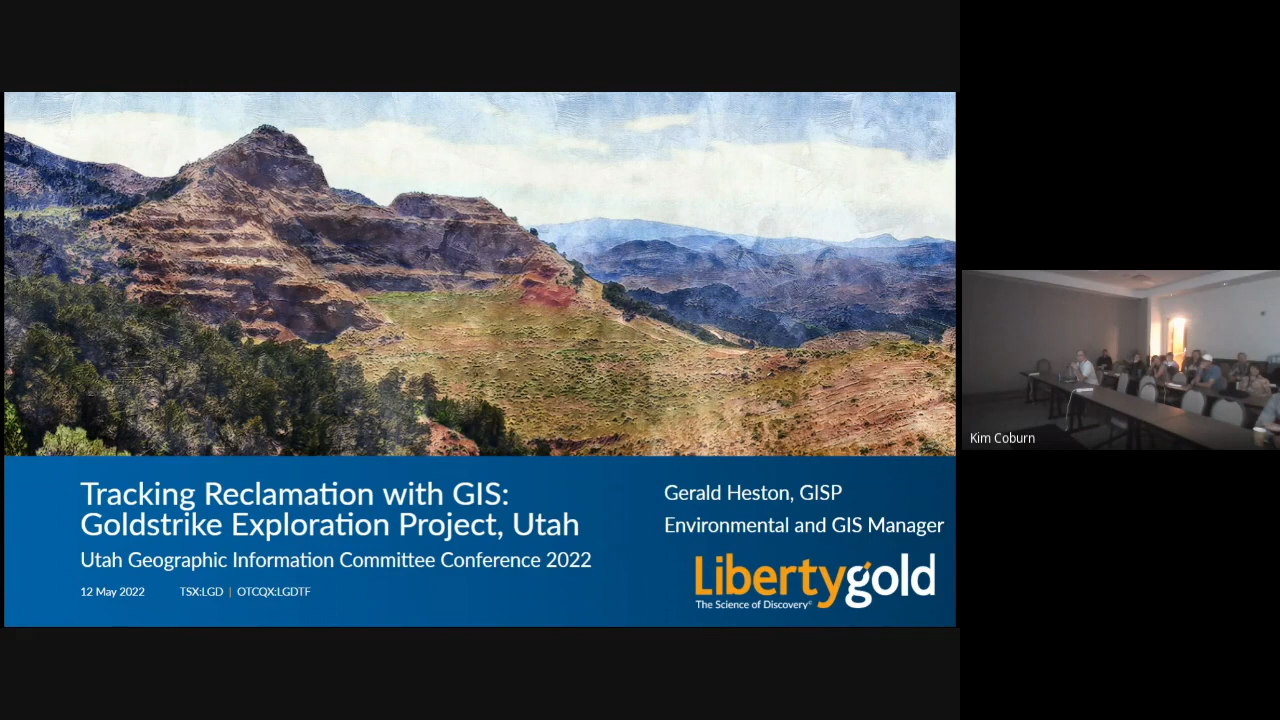 Tracking Reclamation with GIS:
Goldstrike Exploration Project, Utah
Utah Geographic Information Committee Conference 2022
12 May 2022 TSX:LGD | OTCQX:LGDTF
Gerald Heston, GISP
Environmental and GIS Manager
Libertygold
The Science of Discovery®
Kim Coburn